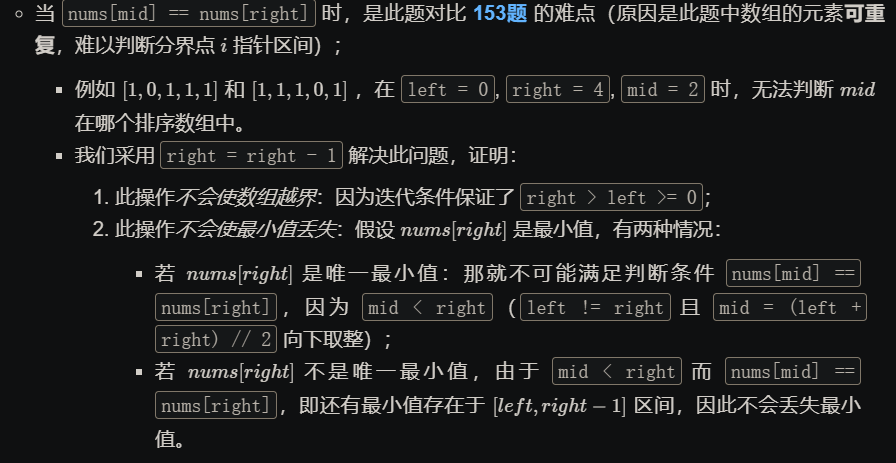 当 nums[mid] == nums[right] 时，是此题对比 153题 的难点（原因是此题中数组的元素可重
复，难以判断分界点 i 指针区间）；
例如 [1,0,1,1,1] 和 [1,1,1,0,1] ，在 left = 0, right = 4, mid = 2 时，无法判断 mid
在哪个排序数组中。
我们采用 right = right - 1 解决此问题，证明：
1. 此操作不会使数组越界：因为迭代条件保证了 right > left >= 0；
2. 此操作不会使最小值丢失：假设 nums[right] 是最小值，有两种情况：
若 nums[right] 是唯一最小值：那就不可能满足判断条件 nums[mid] ==
nums[right] ，因为 mid < right （left != right 且 mid = (left +
right) // 2 向下取整）；
若 nums[right] 不是唯一最小值，由于 mid < right 而 nums[mid] ==
nums[right] ，即还有最小值存在于 [left,right−1] 区间，因此不会丢失最小
值。